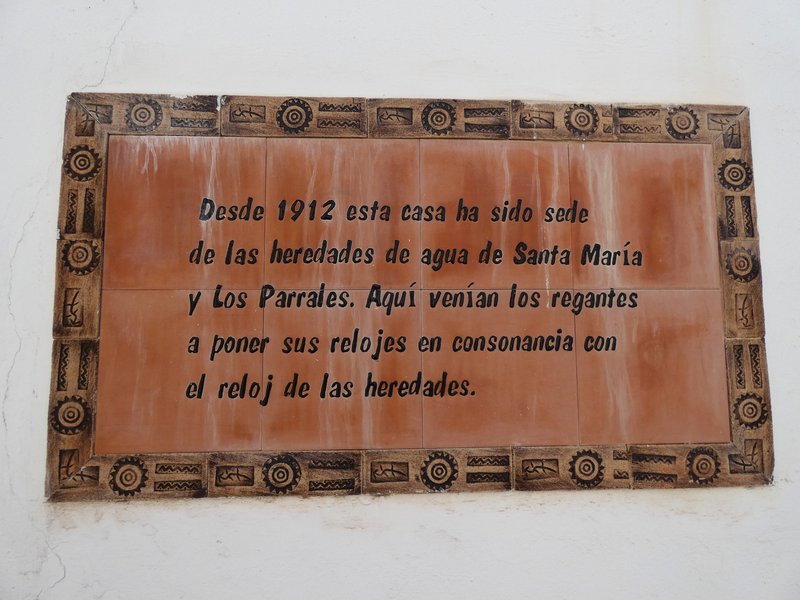 Desde 1912 esta casa ha sido sede
de las heredades de agua de Santa María
y Los Parrales. Aquí venían los regantes
a poner sus relojes en consonancia con
el reloj de las heredades.